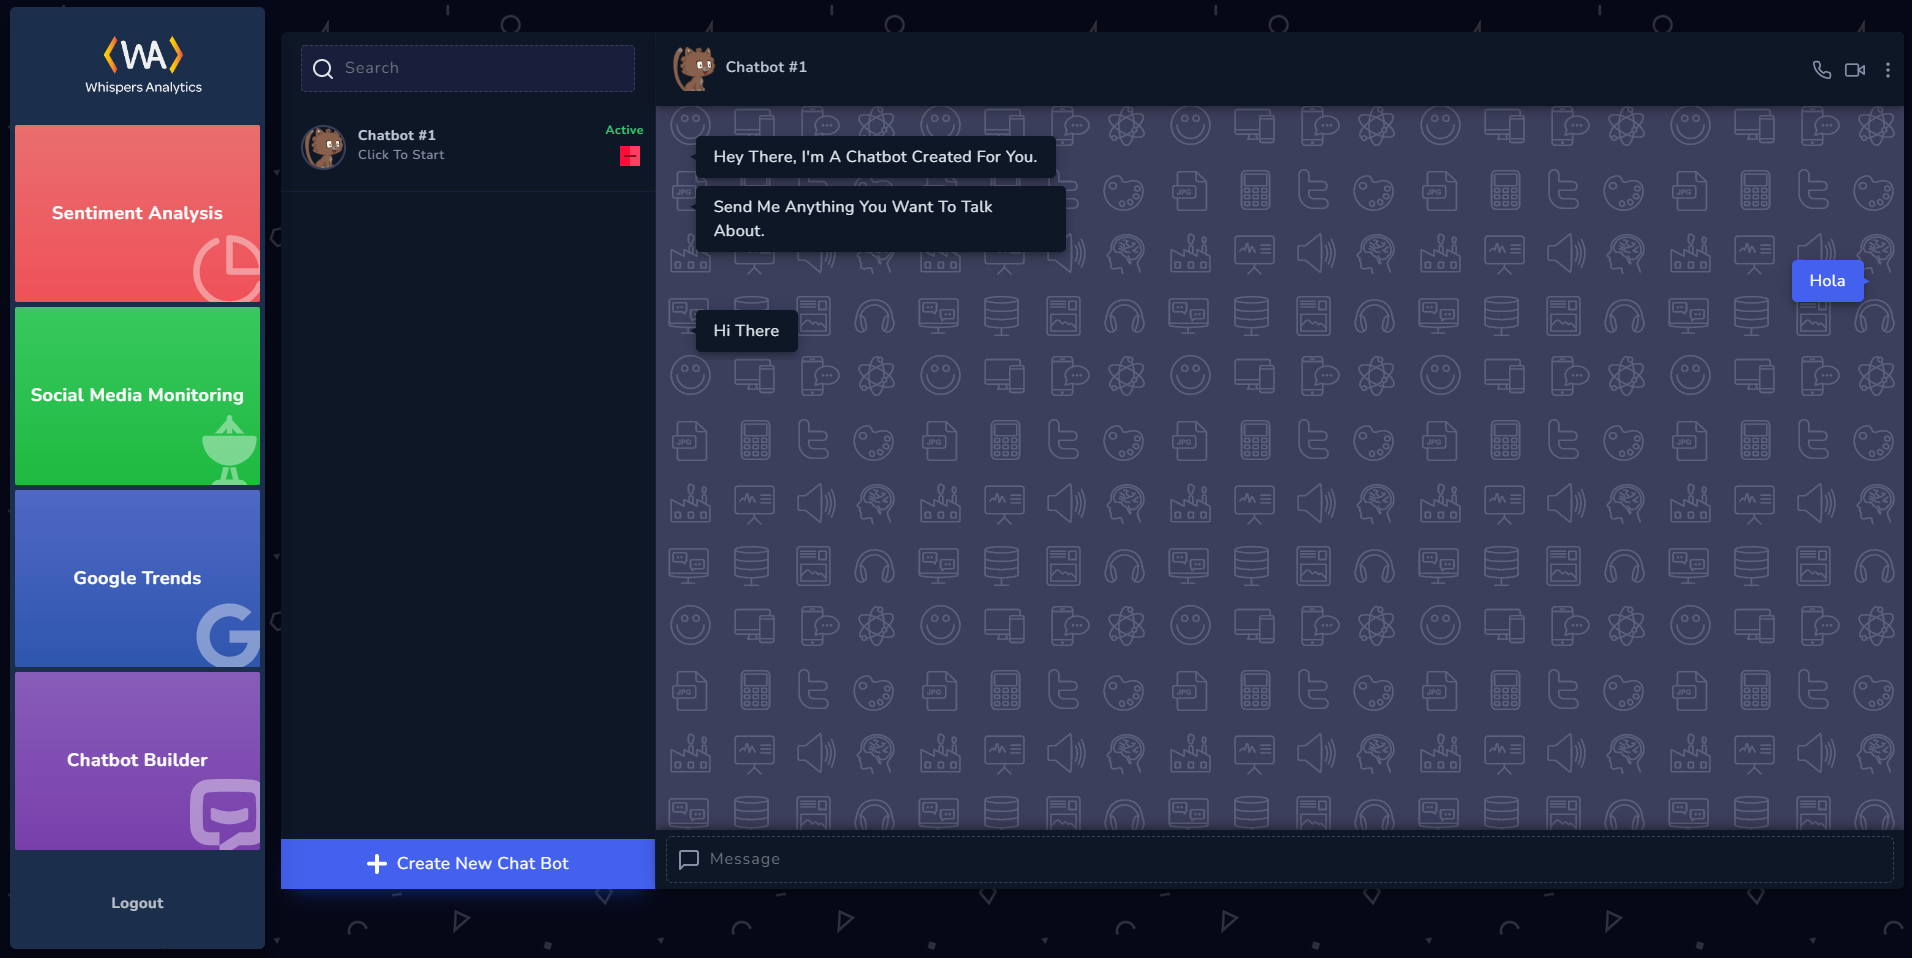 WA
Whispers Analytics
Sentiment Analysis
Social Media Monitoring
Google Trends
Chatbot Builder
Logout
Search
Chatbot #1
Active
Click To Start
Create New Chat Bot
Chatbot #1
Hey There, I'm A Chatbot Created For You.
Send Me Anything You Want To Talk
About.
Hola
Hi There
Message